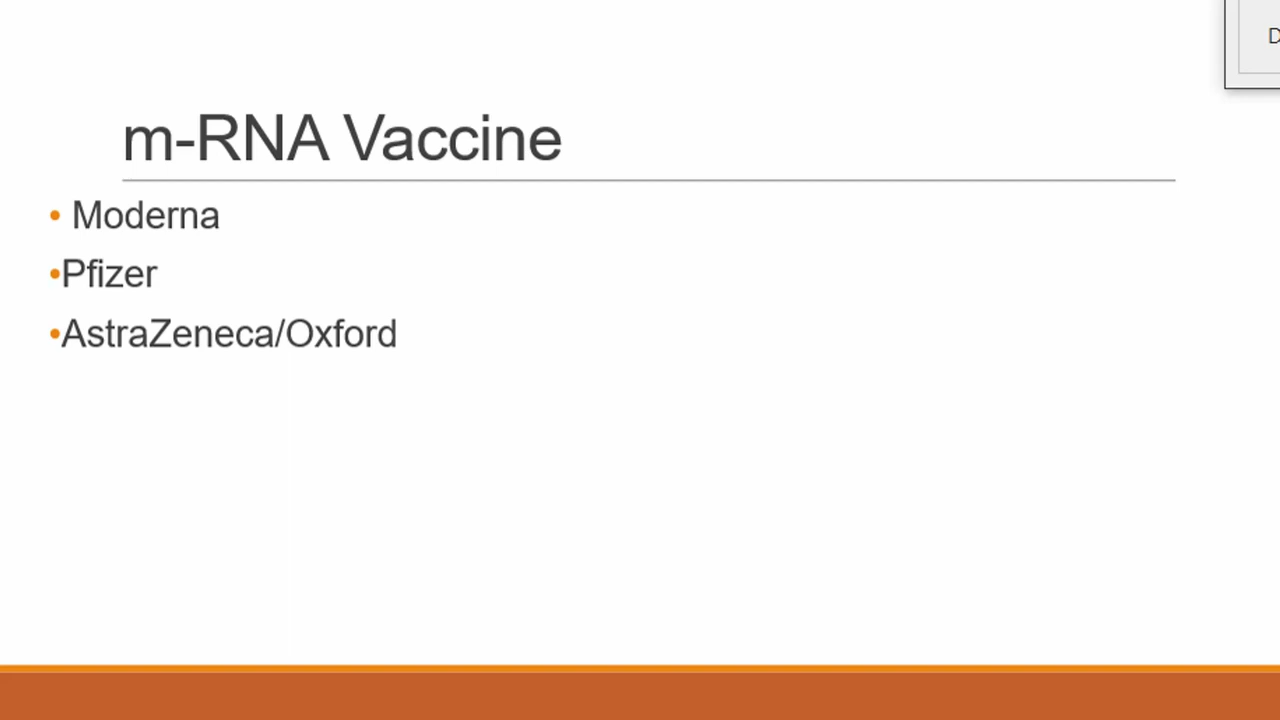 D
m-RNA Vaccine
• Moderna
•Pfizer
•AstraZeneca/Oxford